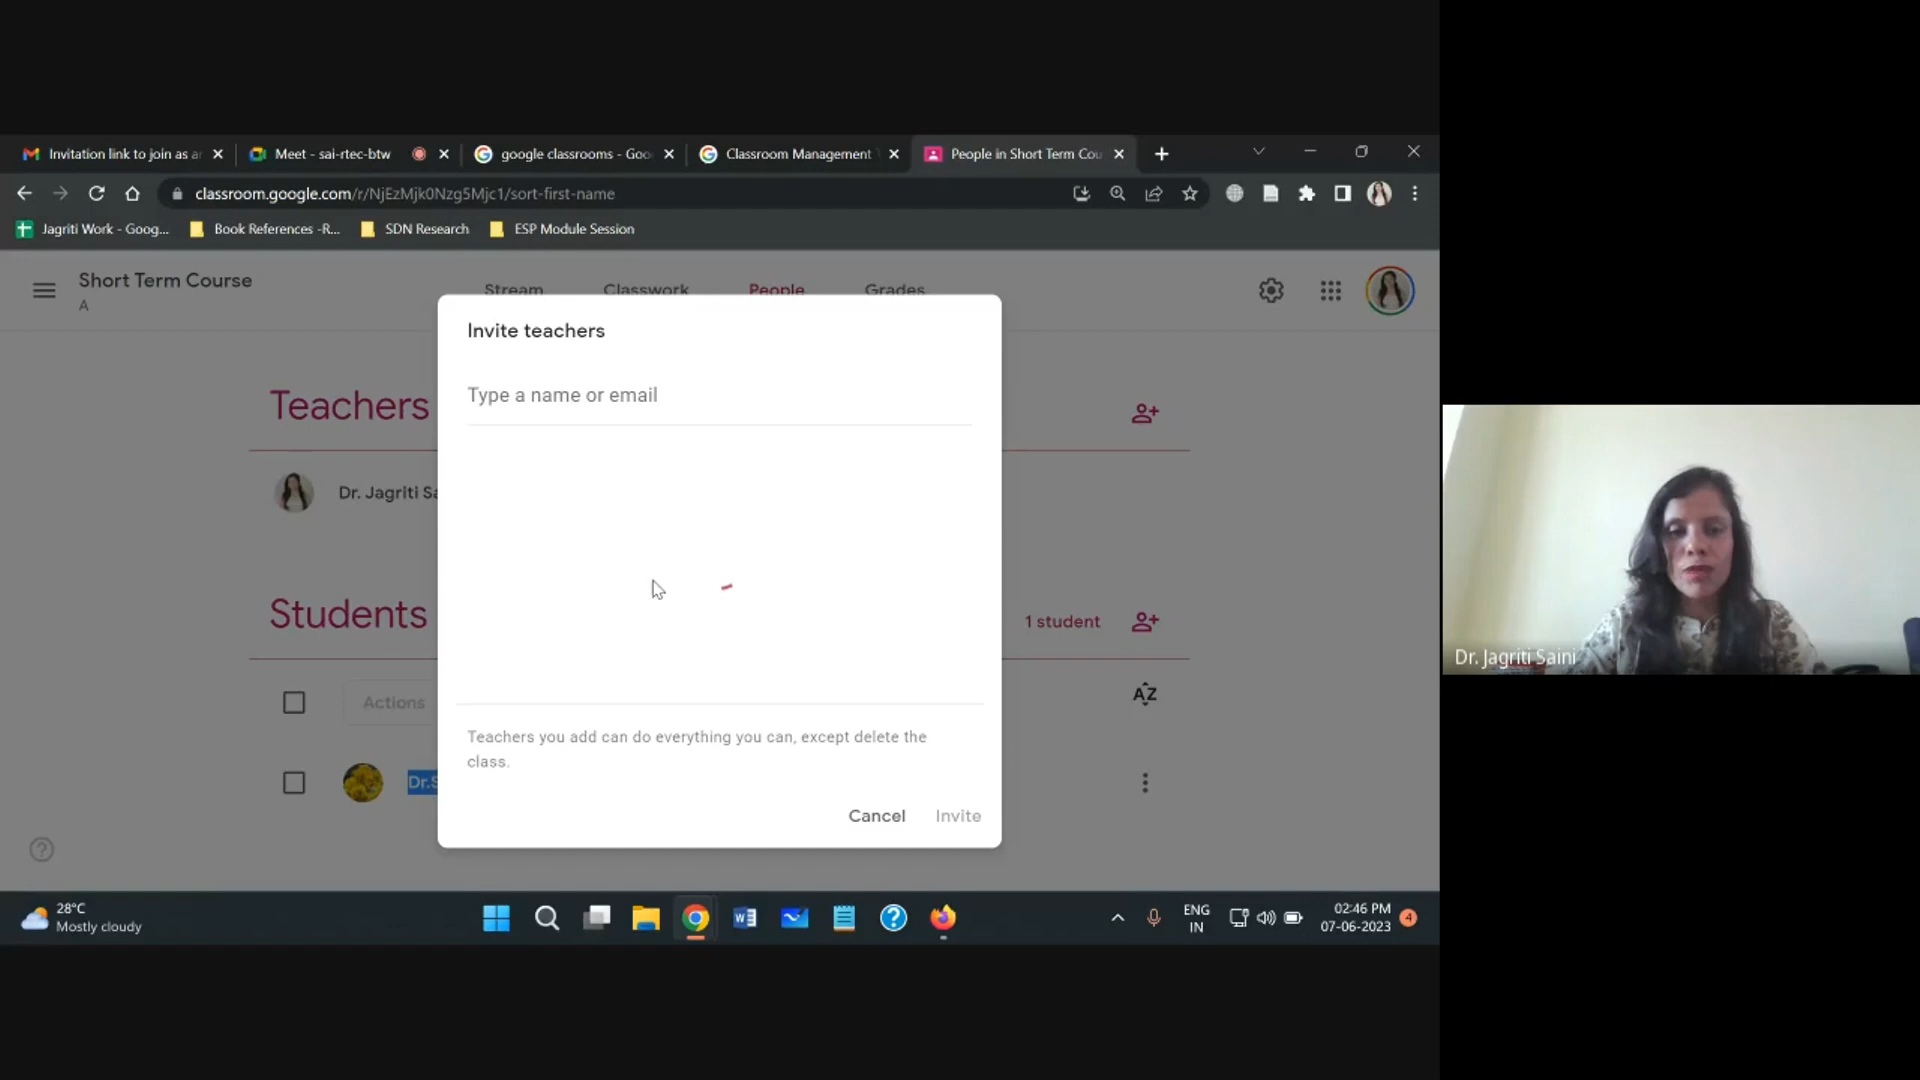 Invitation link to join as ar
Meet - sai-rtec-btw
google classrooms - Goo
Classroom Management T
People in Short Term Cou
classroom.google.com/r/NjEzMjk0Nzg5Mjc1/sort-first-name
Jagriti Work - Goog...
Book References -R...
SDN Research
ESP Module Session
Short Term Course
A
Stream
Classwork
People
Grades
Invite teachers
Type a name or email
Teachers
Dr. Jagriti Sa
Students
1 student
Actions
AZ
Teachers you add can do everything you can, except delete the
class.
Dr.S
Cancel
Invite
Dr. Jagriti Saini
28°C
Mostly cloudy
ENG
IN
02:46 PM
07-06-2023
4